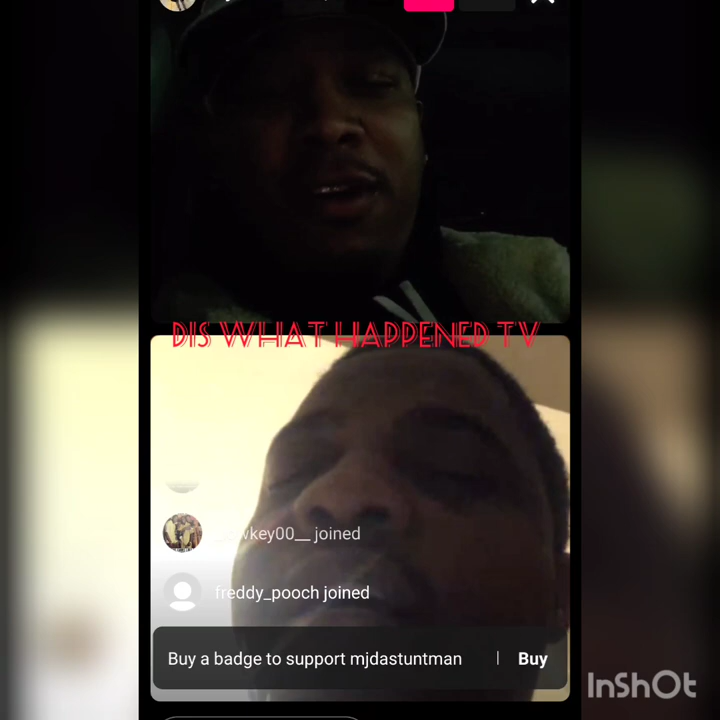 DIS WHAT HAPPENED TV
key00__ joined
freddy_pooch joined
Buy a badge to support mjdastuntman | Buy
InShOt